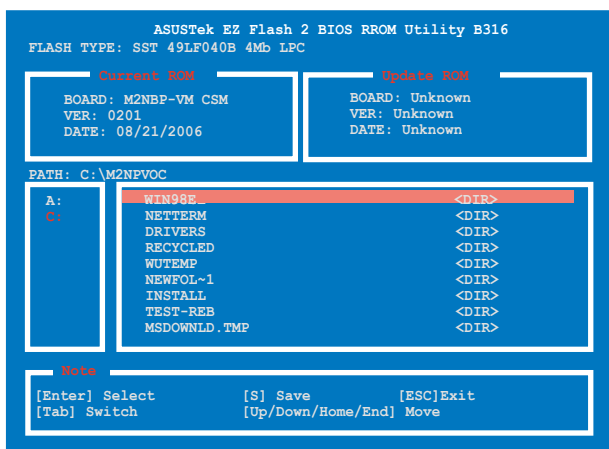 ASUSTek EZ Flash 2 BIOS RROM Utility B316
FLASH TYPE: SST 49LF040B 4Mb LPC
Current ROM
Update ROM
BOARD: M2NBP-VM CSM
VER: 0201
DATE: 08/21/2006
BOARD: Unknown
VER: Unknown
DATE: Unknown
PATH: C:\M2NPVOC
A:
C:
WIN98E_ <DIR>
NETTERM <DIR>
DRIVERS <DIR>
RECYCLED <DIR>
WUTEMP <DIR>
NEWFOL~1 <DIR>
INSTALL <DIR>
TEST-REB <DIR>
MSDOWNLD.TMP <DIR>
Note
[Enter] Select [S] Save [ESC]Exit
[Tab] Switch [Up/Down/Home/End] Move